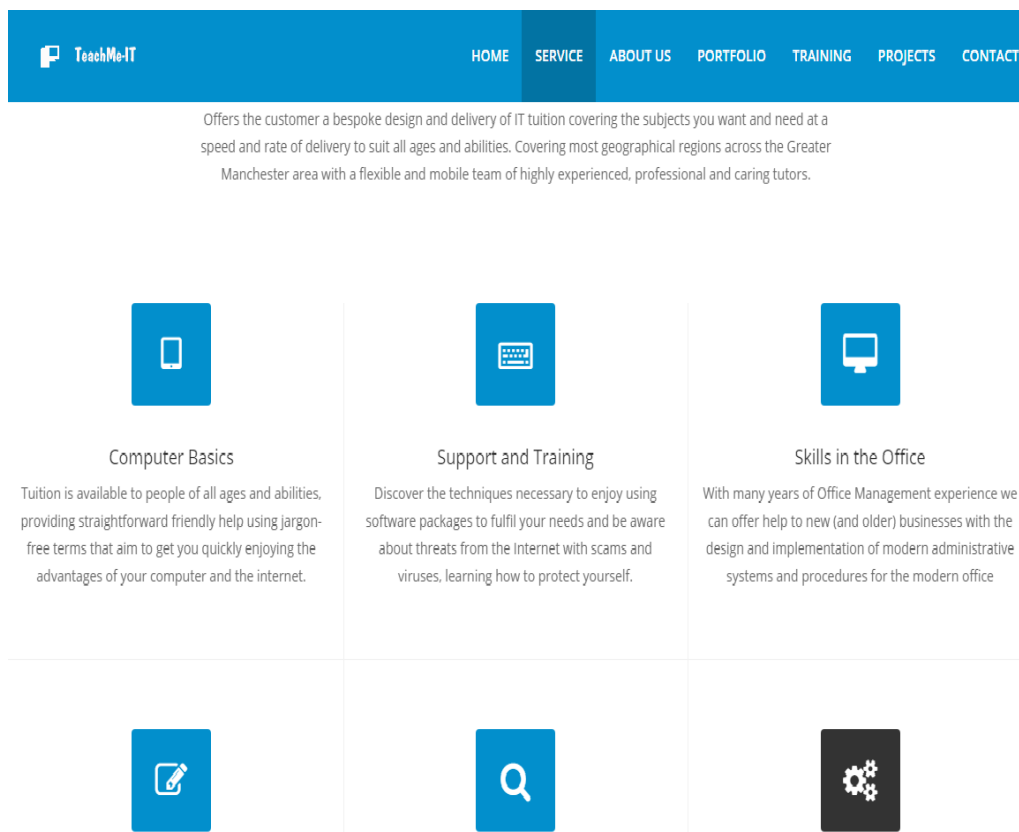 TeachMe-IT
HOME SERVICE ABOUT US PORTFOLIO TRAINING PROJECTS CONTACT
Offers the customer a bespoke design and delivery of IT tuition covering the subjects you want and need at a
speed and rate of delivery to suit all ages and abilities. Covering most geographical regions across the Greater
Manchester area with a flexible and mobile team of highly experienced, professional and caring tutors.
Computer Basics
Tuition is available to people of all ages and abilities,
providing straightforward friendly help using jargon-
free terms that aim to get you quickly enjoying the
advantages of your computer and the internet.
Support and Training
Discover the techniques necessary to enjoy using
software packages to fulfil your needs and be aware
about threats from the Internet with scams and
viruses, learning how to protect yourself.
Skills in the Office
With many years of Office Management experience we
can offer help to new (and older) businesses with the
design and implementation of modern administrative
systems and procedures for the modern office